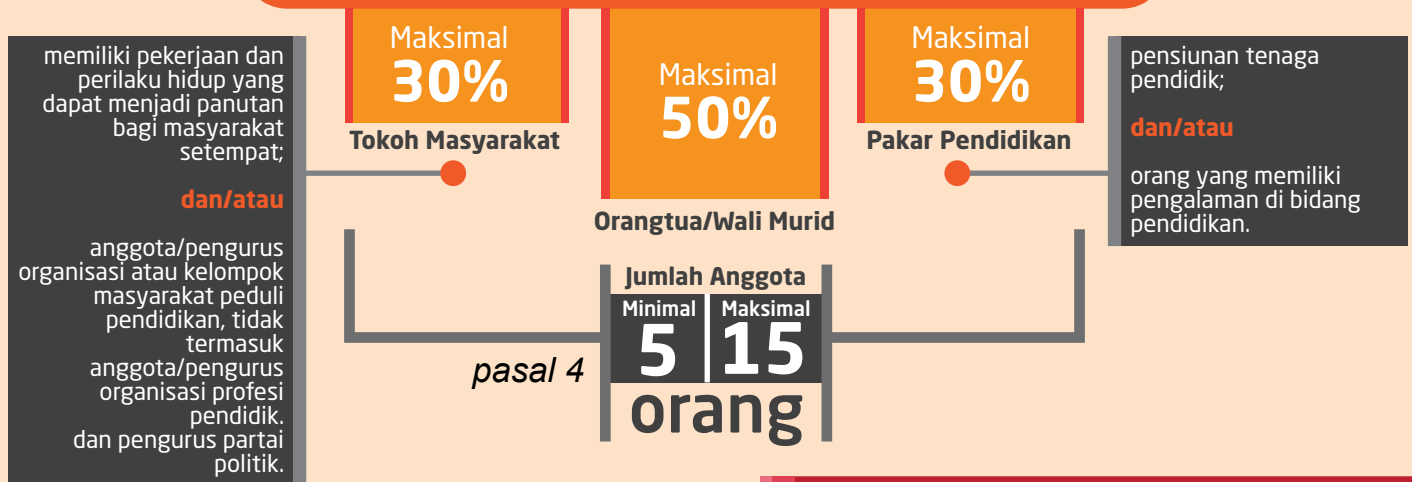 memiliki pekerjaan dan
perilaku hidup yang
dapat menjadi panutan
bagi masyarakat
setempat;
dan/atau
anggota/pengurus
organisasi atau kelompok
masyarakat peduli
pendidikan, tidak
termasuk
anggota/pengurus
organisasi profesi
pendidik.
dan pengurus partai
politik.
Maksimal
30%
Tokoh Masyarakat
Maksimal
50%
Orangtua/Wali Murid
Maksimal
30%
Pakar Pendidikan
pensiunan tenaga
pendidik;
dan/atau
orang yang memiliki
pengalaman di bidang
pendidikan.
Jumlah Anggota
Minimal Maksimal
5 15
orang
pasal 4